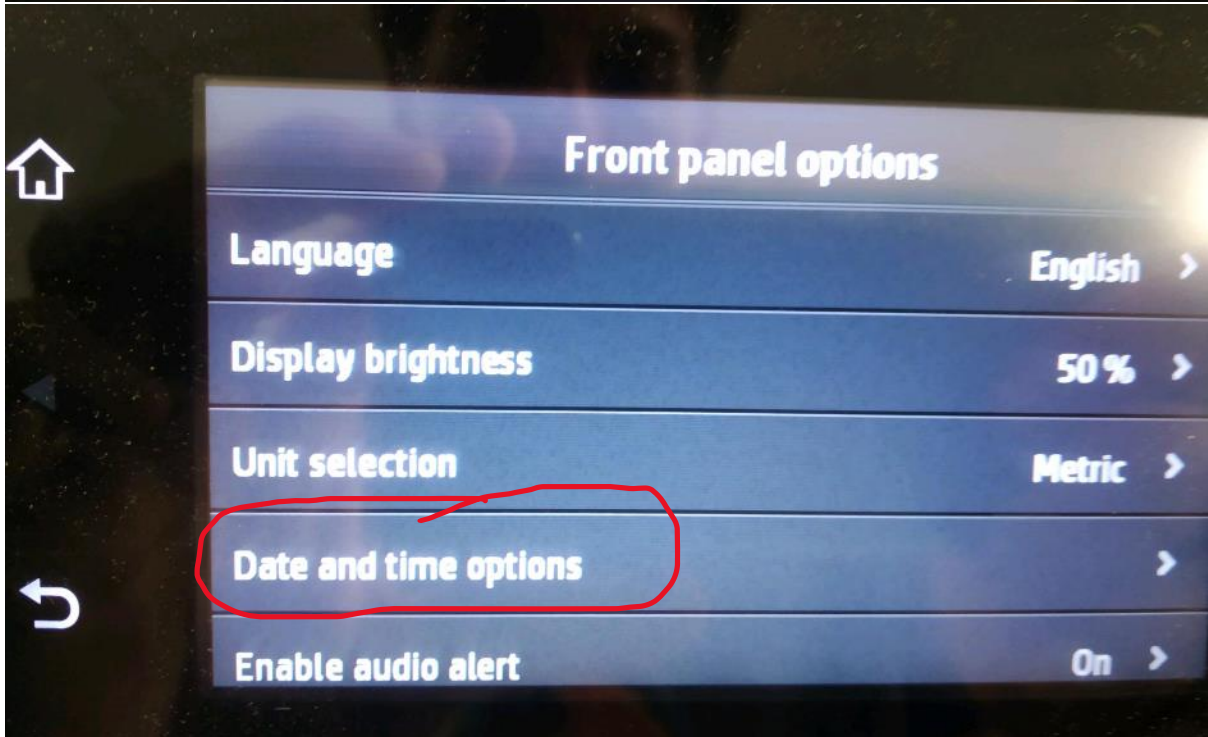 Front panel options
Language English
Display brightness 50 %
Unit selection Metric
Date and time options
Enable audio alert On